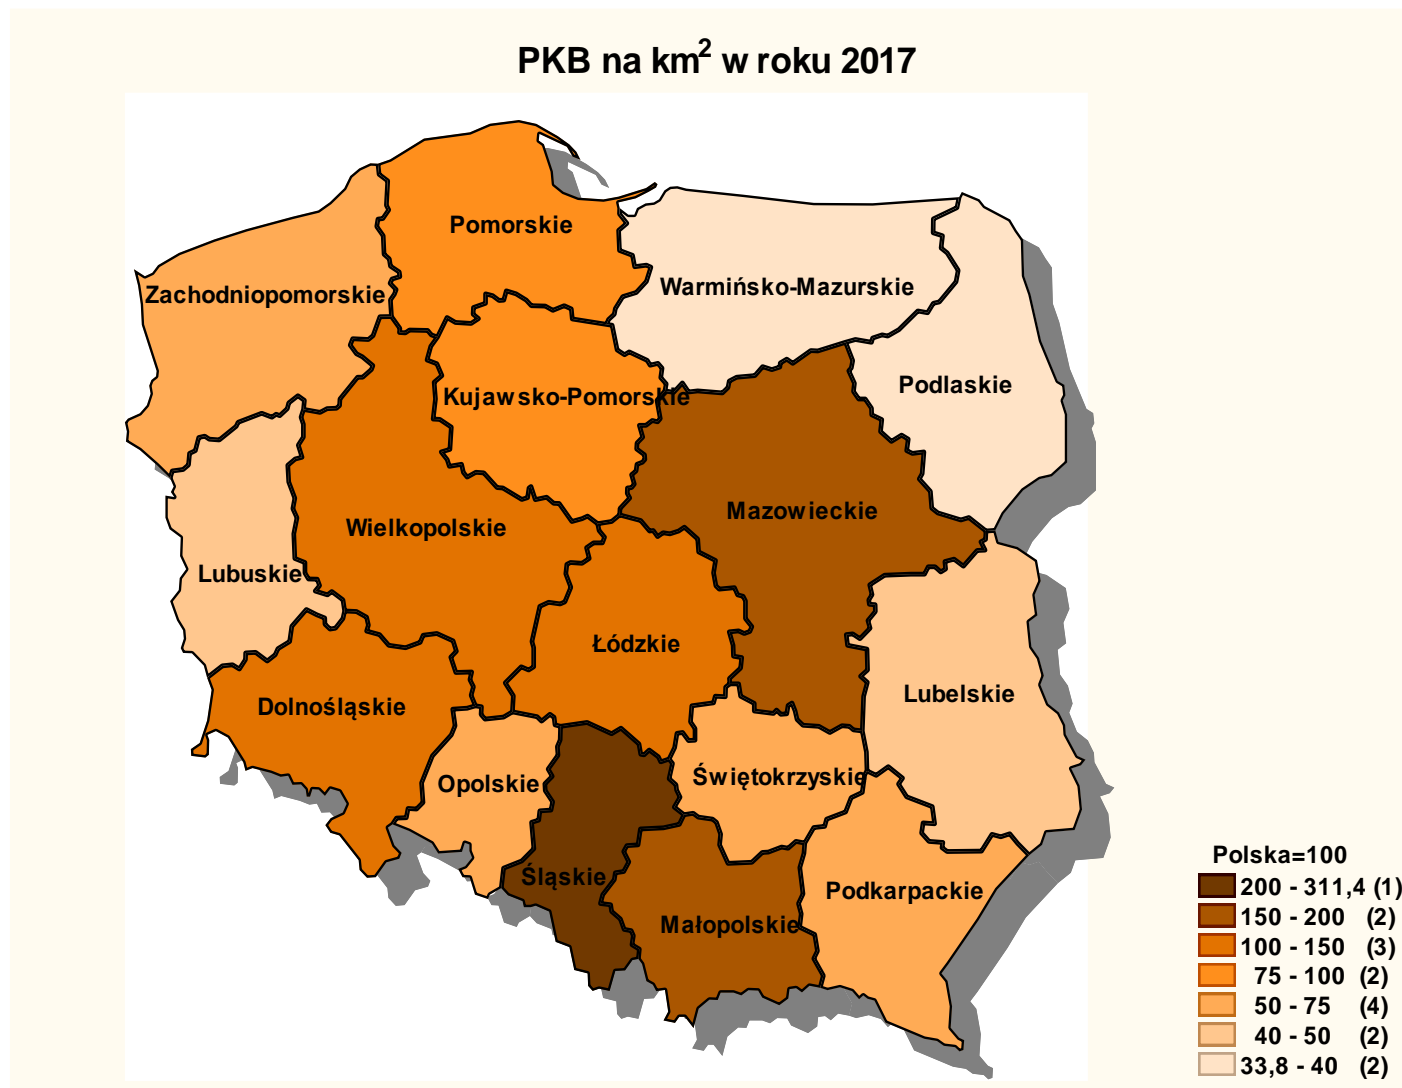 PKB na km² w roku 2017
Pomorskie
Zachodniopomorskie
Warmińsko-Mazurskie
Podlaskie
Kujawsko-Pomorskie
Mazowieckie
Wielkopolskie
Lubuskie
Łódzkie
Lubelskie
Dolnośląskie
Opolskie
Świętokrzyskie
Śląskie
Podkarpackie
Małopolskie
Polska=100
200 - 311,4 (1)
150 - 200 (2)
100 - 150 (3)
75 - 100 (2)
50 - 75 (4)
40 - 50 (2)
33,8 - 40 (2)